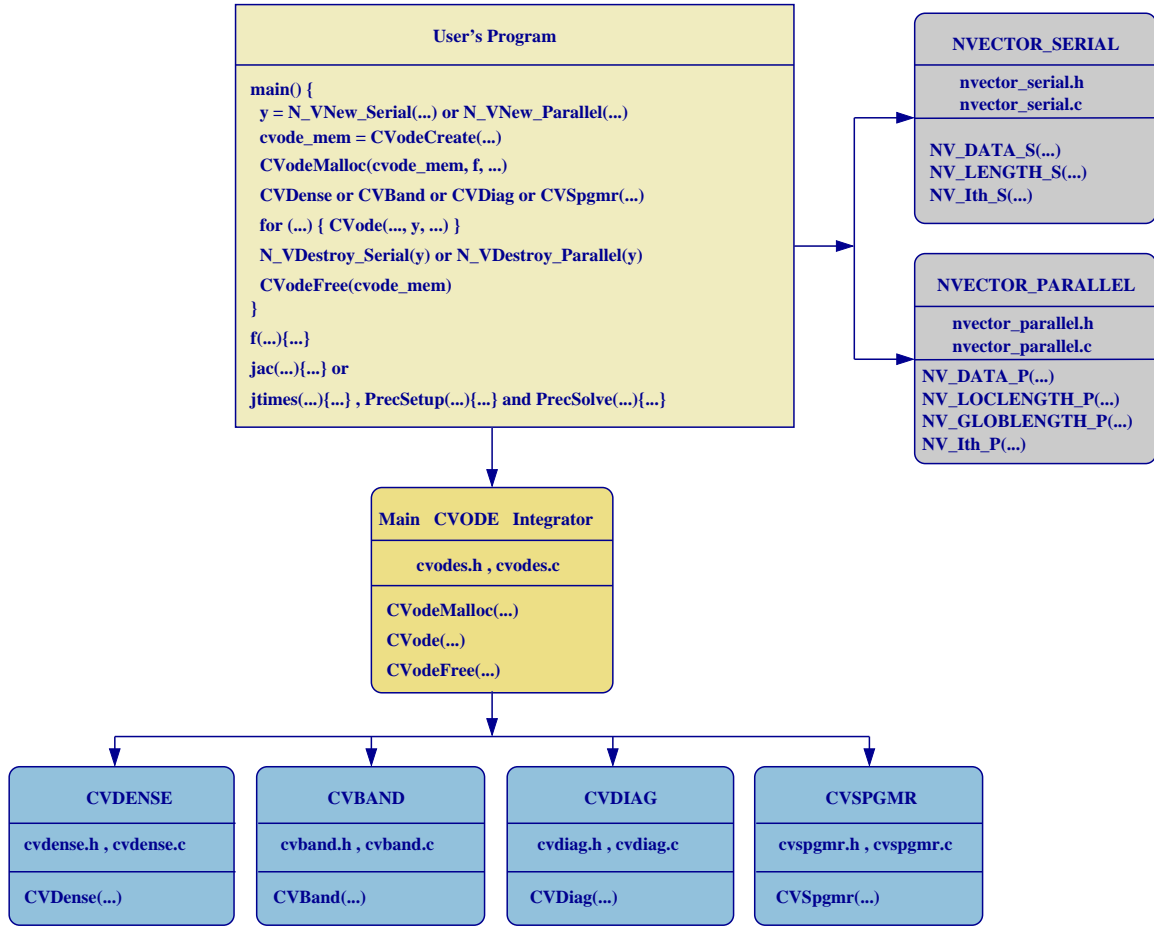 User's Program
main() {
y = N_VNew_Serial(...) or N_VNew_Parallel(...)
cvode_mem = CVodeCreate(...)
CVodeMalloc(cvode_mem, f, ...)
CVDense or CVBand or CVDiag or CVSpgmr(...)
for (...) { CVode(..., y, ...) }
N_VDestroy_Serial(y) or N_VDestroy_Parallel(y)
CVodeFree(cvode_mem)
}
f(...){...}
jac(...){...} or
jtimes(...){...} , PrecSetup(...){...} and PrecSolve(...){...}
NVECTOR_SERIAL
nvector_serial.h
nvector_serial.c
NV_DATA_S(...)
NV_LENGTH_S(...)
NV_Ith_S(...)
NVECTOR_PARALLEL
nvector_parallel.h
nvector_parallel.c
NV_DATA_P(...)
NV_LOCLENGTH_P(...)
NV_GLOBLENGTH_P(...)
NV_Ith_P(...)
Main CVODE Integrator
cvodes.h , cvodes.c
CVodeMalloc(...)
CVode(...)
CVodeFree(...)
CVDENSE
cvdense.h , cvdense.c
CVDense(...)
CVBAND
cvband.h , cvband.c
CVBand(...)
CVDIAG
cvdiag.h , cvdiag.c
CVDiag(...)
CVSPGMR
cvspgmr.h , cvspgmr.c
CVSpgmr(...)